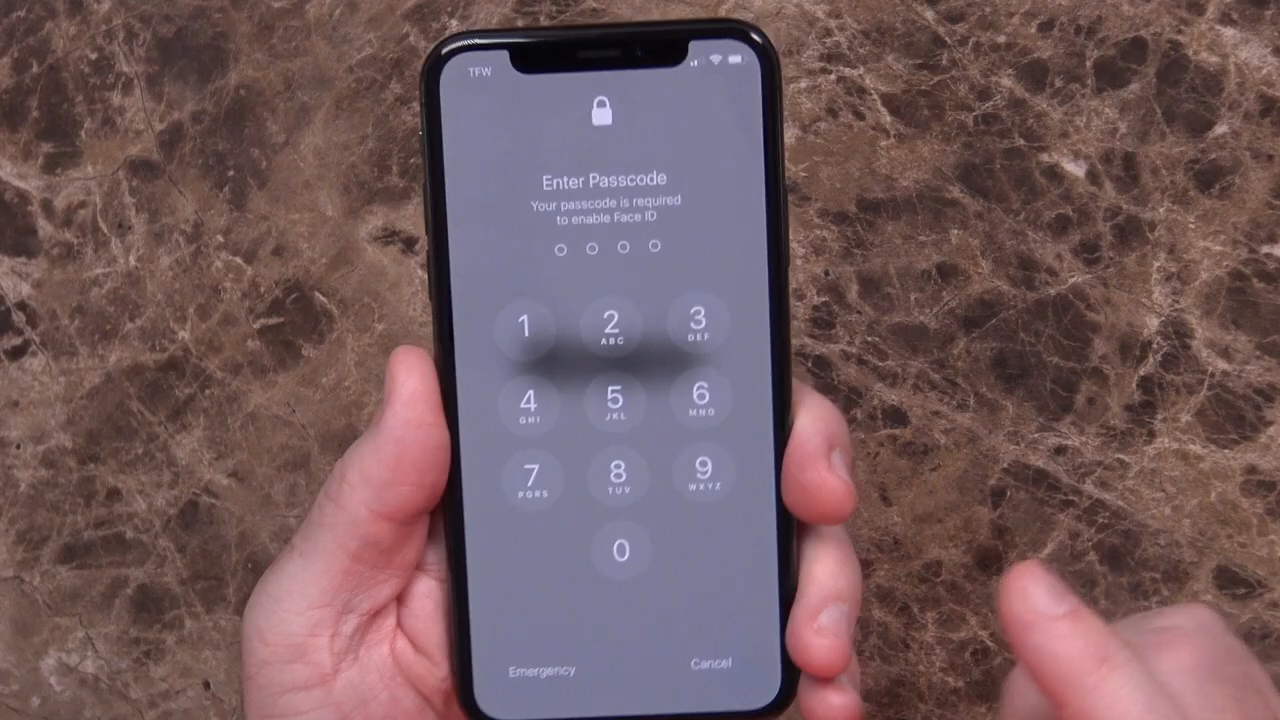 TFW
Enter Passcode
Your passcode is required
to enable Face ID
1 2 3
ABC DEF
4 5 6
GHI JKL MNO
7 8 9
PQRS TUV WXYZ
0
Emergency Cancel